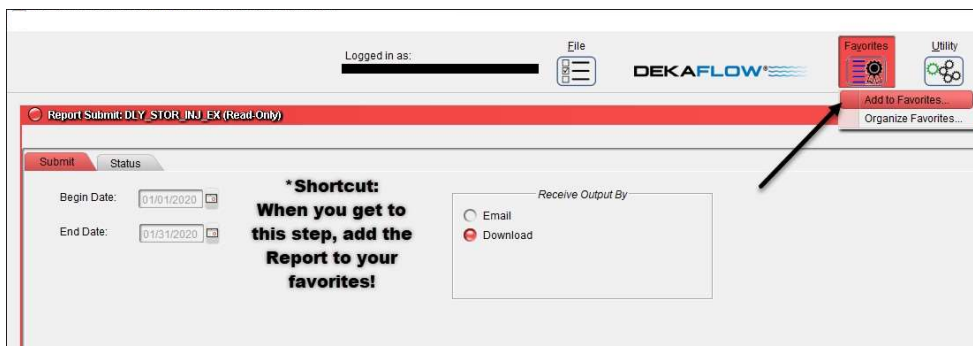 Logged in as:
File
DEKAFLOW
Favorites
Utility
Add to Favorites...
Organize Favorites...
Report Submit: DLY_STOR_INJ_EX (Read-Only)
Submit
Status
Begin Date:
01/01/2020
End Date:
01/31/2020
*Shortcut:
When you get to
this step, add the
Report to your
favorites!
Receive Output By
Email
Download